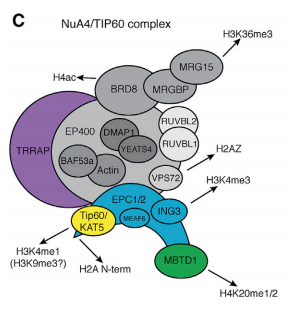 C
NuA4/TIP60 complex
H3K36me3
MRG15
H4ac
BRD8
MRGBP
RUVBL2
DMAP1
EP400
RUVBL1
YEATS4
TRRAP
H2AZ
BAF53a
Actin
VPS72
H3K4me3
EPC1/2
Tip60/
KAT5
MEAF6
ING3
H3K4me1
(H3K9me3?)
H2A N-term
MBTD1
H4K20me1/2